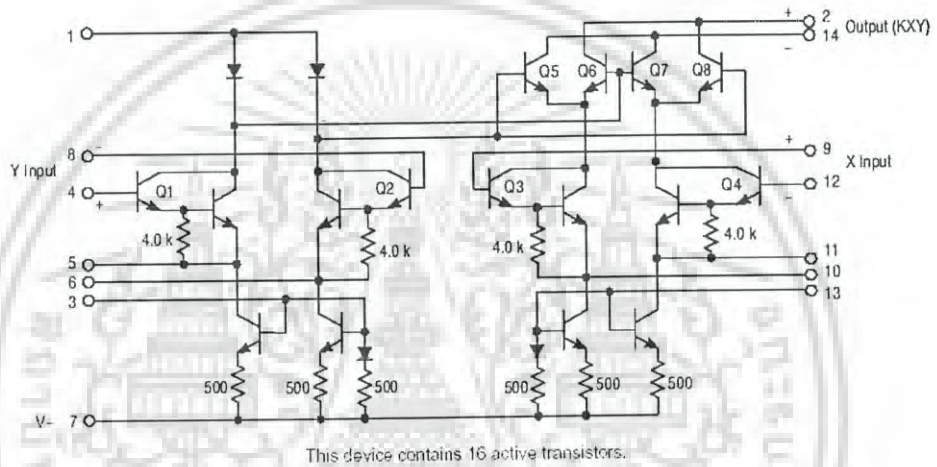 1
+
2
Output (KXY)
14
−
Q5
Q6
Q7
Q8
8
−
+
9
Y Input
X Input
4
Q1
Q2
Q3
Q4
12
+
−
4.0 k
4.0 k
4.0 k
4.0 k
5
11
6
10
3
13
500
500
500
500
500
500
V-
7
This device contains 16 active transistors.